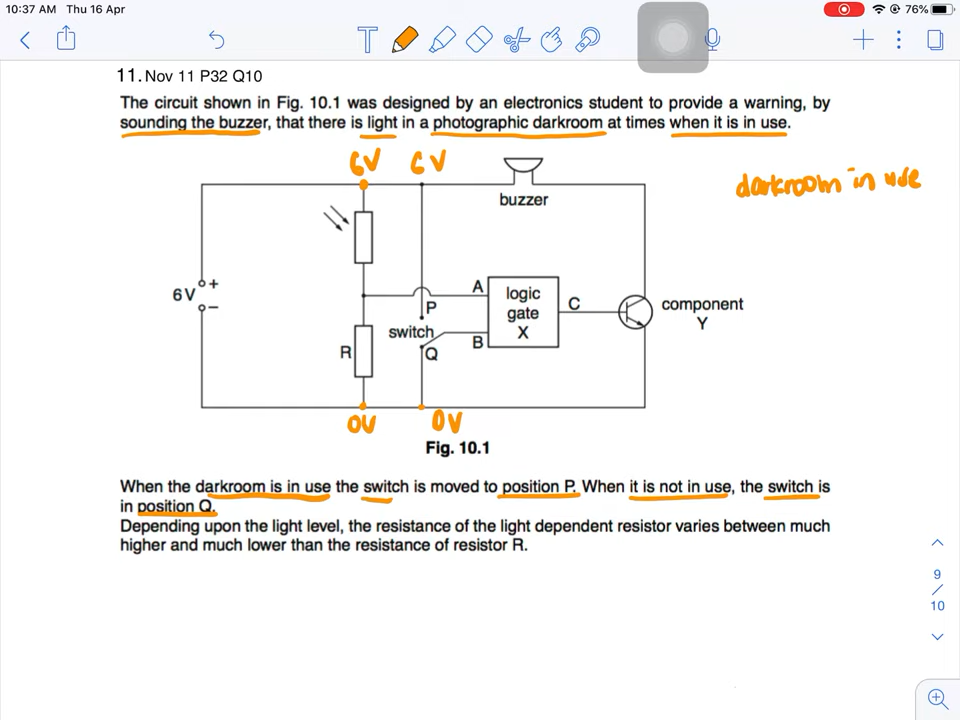 10:37 AM Thu 16 Apr
76%
T
11. Nov 11 P32 Q10
The circuit shown in Fig. 10.1 was designed by an electronics student to provide a warning, by
sounding the buzzer, that there is light in a photographic darkroom at times when it is in use.
6V 6V
darkroom in use
buzzer
A
logic
gate
X
C
component
Y
6V
+
−
P
switch
B
Q
R
0V 0V
Fig. 10.1
When the darkroom is in use the switch is moved to position P. When it is not in use, the switch is
in position Q.
Depending upon the light level, the resistance of the light dependent resistor varies between much
higher and much lower than the resistance of resistor R.
9
/
10